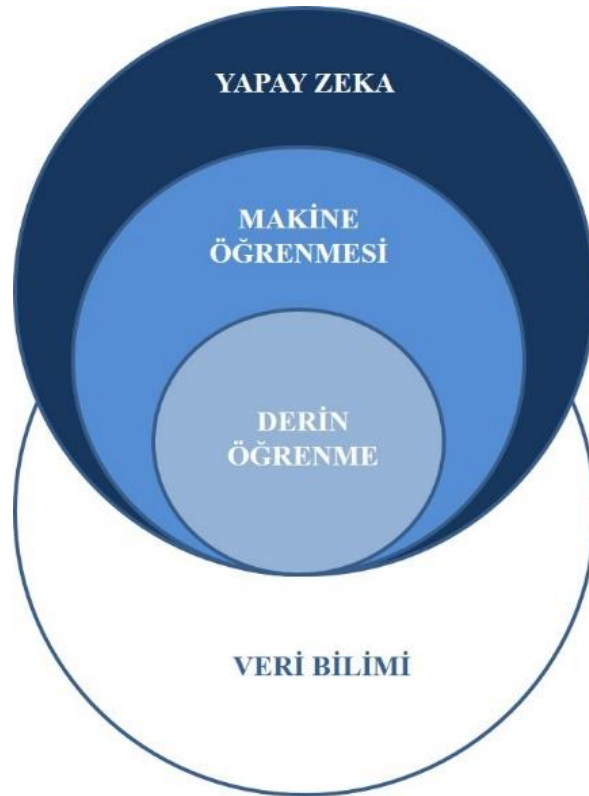 YAPAY ZEKA
MAKİNE
ÖĞRENMESİ
DERİN
ÖĞRENME
VERİ BİLİMİ